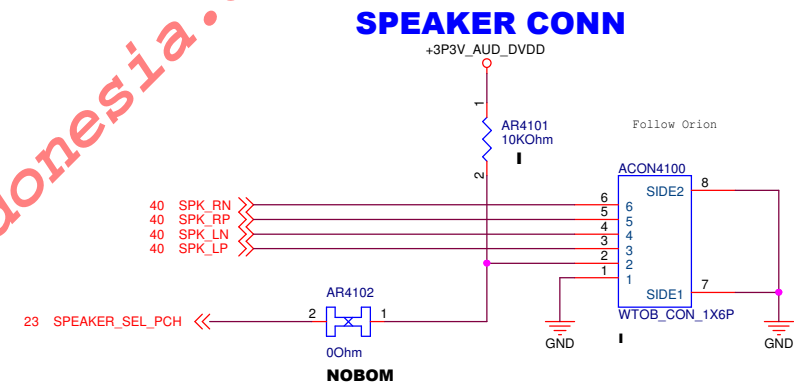 SPEAKER CONN
+3P3V_AUD_DVDD
1
AR4101
10KOhm
I
2
Follow Orion
ACON4100
40 SPK_RN 6 6 SIDE2 8
40 SPK_RP 5 5
40 SPK_LN 4 4
40 SPK_LP 3 3
2 2
1 1
SIDE1 7
WTOB_CON_1X6P
I
GND
GND
AR4102
23 SPEAKER_SEL_PCH 2 1
0Ohm
NOBOM
donesia.